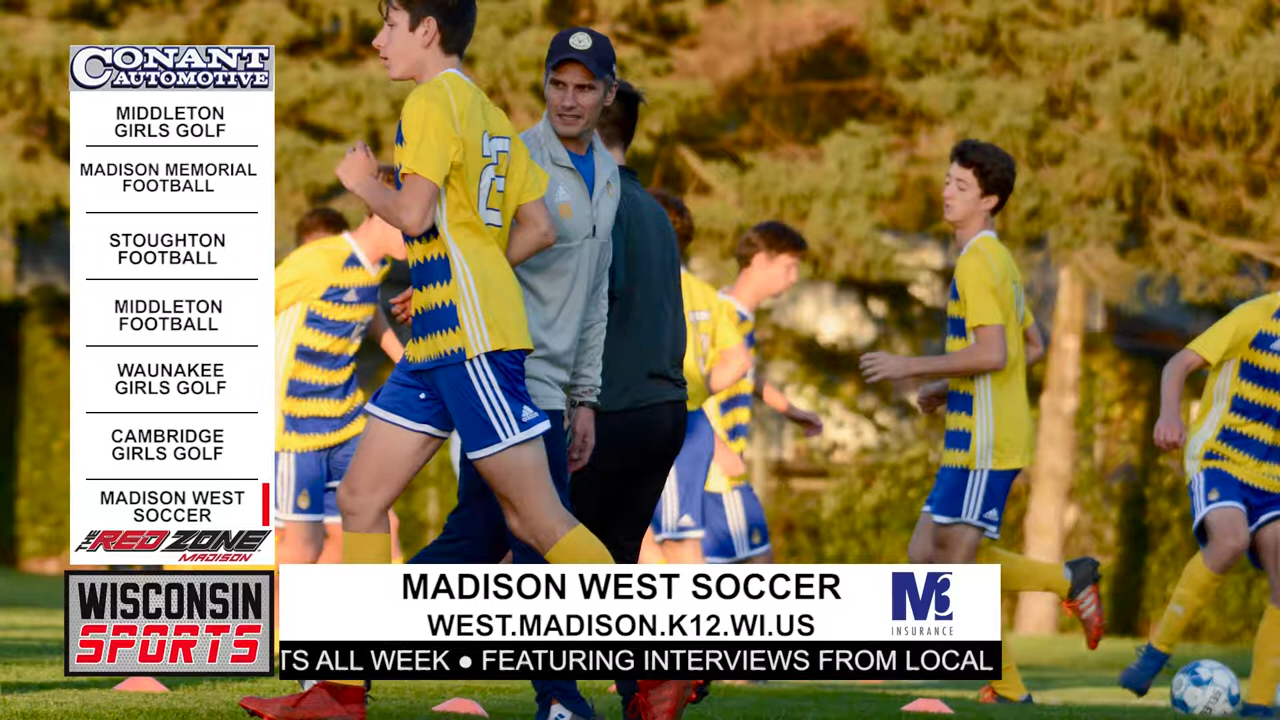 CONANT
AUTOMOTIVE
MIDDLETON
GIRLS GOLF
MADISON MEMORIAL
FOOTBALL
STOUGHTON
FOOTBALL
MIDDLETON
FOOTBALL
WAUNAKEE
GIRLS GOLF
CAMBRIDGE
GIRLS GOLF
MADISON WEST
SOCCER
THE RED ZONE
MADISON
WISCONSIN
SPORTS
MADISON WEST SOCCER
WEST.MADISON.K12.WI.US
M3
INSURANCE
TS ALL WEEK ● FEATURING INTERVIEWS FROM LOCAL